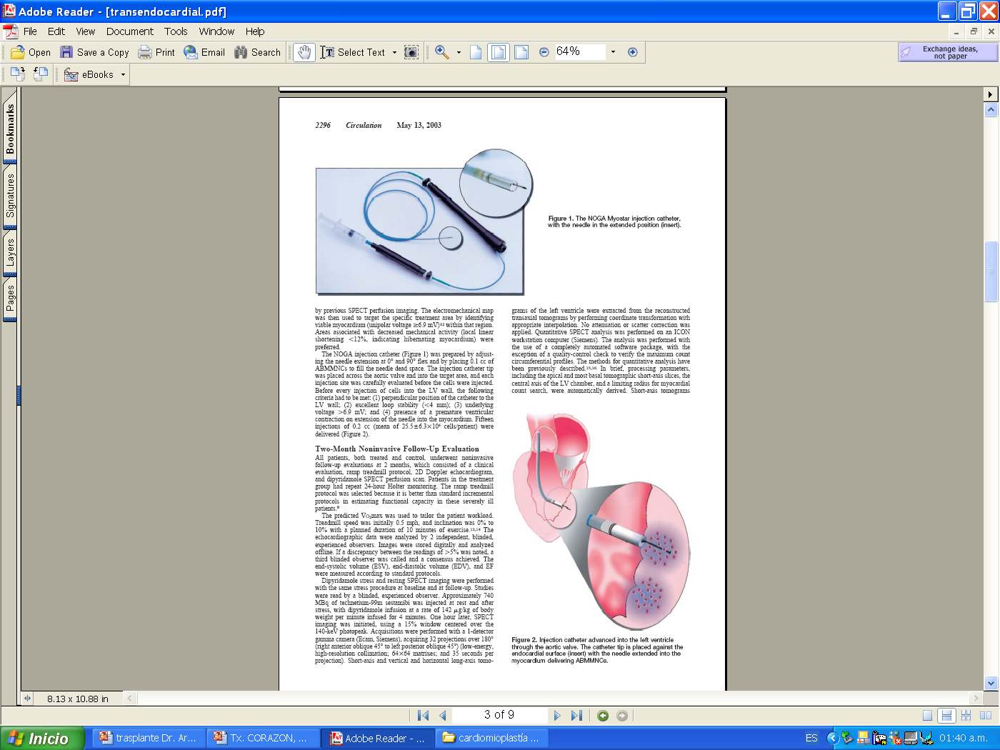 Adobe Reader - [transendocardial.pdf]
File Edit View Document Tools Window Help
Open Save a Copy Print Email Search Select Text 64%
Exchange ideas,
not paper
eBooks
Bookmarks
Signatures
Layers
Pages
2296 Circulation May 13, 2003
Figure 1. The NOGA Myostar injection catheter,
with the needle in the extended position (insert).
by previous SPECT perfusion imaging. The electromechanical map
was then used to target the specific treatment area by identifying
viable myocardium (unipolar voltage ≥6.9 mV)¹² within that region.
Areas associated with decreased mechanical activity (local linear
shortening <12%, indicating hibernating myocardium) were
preferred.
The NOGA injection catheter (Figure 1) was prepared by adjust-
ing the needle extension at 0° and 90° flex and by placing 0.1 cc of
ABMMNCs to fill the needle dead space. The injection catheter tip
was placed across the aortic valve and into the target area, and each
injection site was carefully evaluated before the cells were injected.
Before every injection of cells into the LV wall, the following
criteria had to be met: (1) perpendicular position of the catheter to the
LV wall; (2) excellent loop stability (<4 mm); (3) underlying
voltage >6.9 mV; and (4) presence of a premature ventricular
contraction on extension of the needle into the myocardium. Fifteen
injections of 0.2 cc (mean of 25.5±6.3×10⁶ cells/patient) were
delivered (Figure 2).
Two-Month Noninvasive Follow-Up Evaluation
All patients, both treated and control, underwent noninvasive
follow-up evaluations at 2 months, which consisted of a clinical
evaluation, ramp treadmill protocol, 2D Doppler echocardiogram,
and dipyridamole SPECT perfusion scan. Patients in the treatment
group had repeat 24-hour Holter monitoring. The ramp treadmill
protocol was selected because it is better than standard incremental
protocols in estimating functional capacity in these severely ill
patients.⁸
The predicted V̇O₂max was used to tailor the patient workload.
Treadmill speed was initially 0.5 mph, and inclination was 0% to
10% with a planned duration of 10 minutes of exercise.¹³,¹⁴ The
echocardiographic data were analyzed by 2 independent, blinded,
experienced observers. Images were stored digitally and analyzed
offline. If a discrepancy between the readings of >5% was noted, a
third blinded observer was called and a consensus achieved. The
end-systolic volume (ESV), end-diastolic volume (EDV), and EF
were measured according to standard protocols.
Dipyridamole stress and resting SPECT imaging were performed
with the same stress procedure at baseline and at follow-up. Studies
were read by a blinded, experienced observer. Approximately 740
MBq of technetium-99m sestamibi was injected at rest and after
stress, with dipyridamole infusion at a rate of 142 μg/kg of body
weight per minute infused for 4 minutes. One hour later, SPECT
imaging was initiated, using a 15% window centered over the
140-keV photopeak. Acquisitions were performed with a 1-detector
gamma camera (Ecam, Siemens), acquiring 32 projections over 180°
(right anterior oblique 45° to left posterior oblique 45°) (low-energy,
high-resolution collimation; 64×64 matrixes; and 35 seconds per
projection). Short-axis and vertical and horizontal long-axis tomo-
grams of the left ventricle were extracted from the reconstructed
transaxial tomograms by performing coordinate transformation with
appropriate interpolation. No attenuation or scatter correction was
applied. Quantitative SPECT analysis was performed on an ICON
workstation computer (Siemens). The analysis was performed with
the use of a completely automated software package, with the
exception of a quality-control check to verify the maximum count
circumferential profiles. The methods for quantitative analysis have
been previously described.¹⁵,¹⁶ In brief, processing parameters,
including the apical and most basal tomographic short-axis slices, the
central axis of the LV chamber, and a limiting radius for myocardial
count search, were automatically derived. Short-axis tomograms
Figure 2. Injection catheter advanced into the left ventricle
through the aortic valve. The catheter tip is placed against the
endocardial surface (insert) with the needle extended into the
myocardium delivering ABMMNCs.
8.13 x 10.88 in
3 of 9
Inicio trasplante Dr. Ar... Tx. CORAZON, ... Adobe Reader - ... cardiomioplastía ... ES 01:40 a.m.